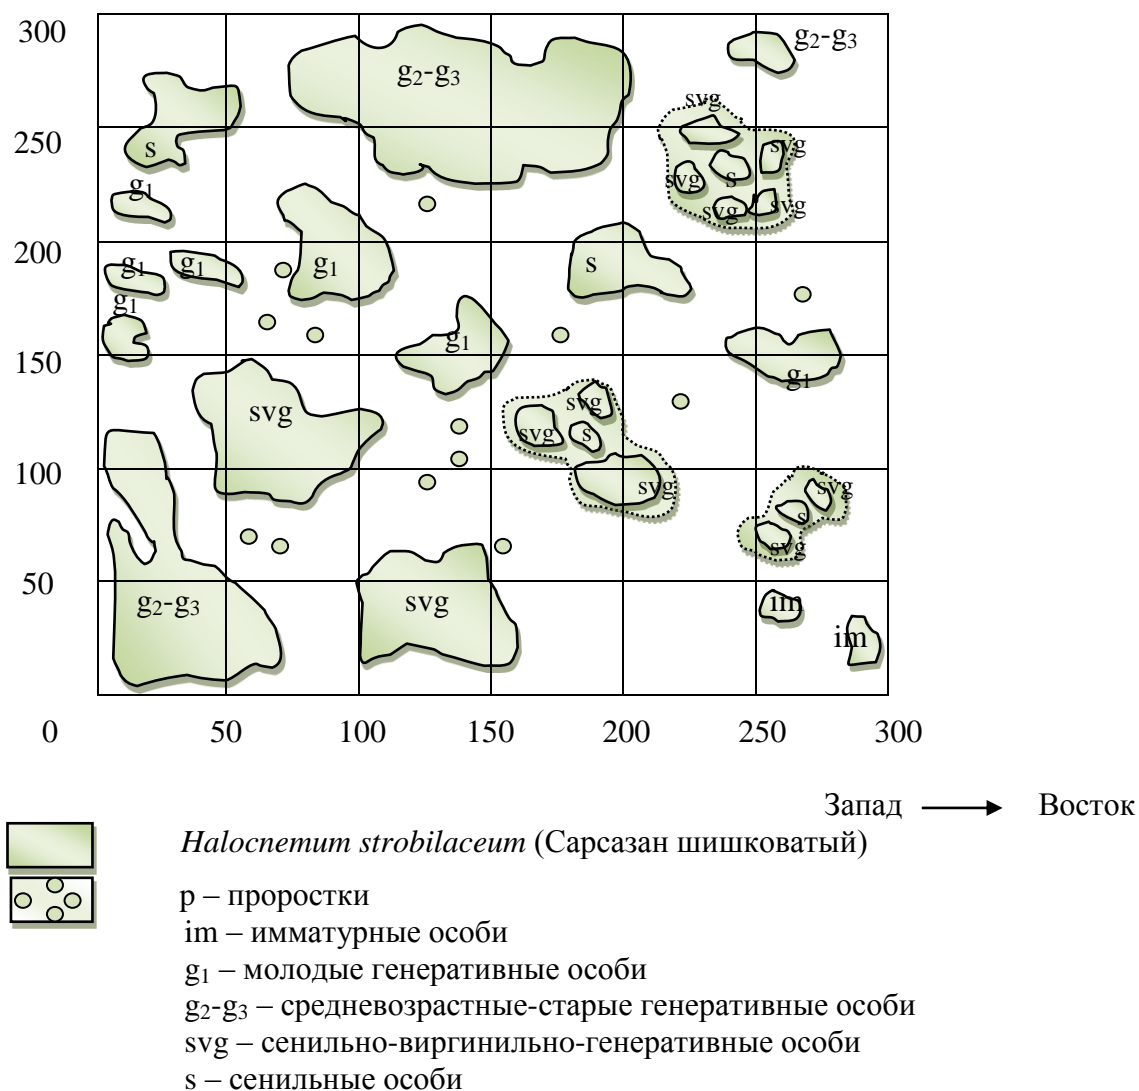 300
g2-g3
g2-g3
svg
250
s
svg
svg
s
g1
svg
svg
200
g1
g1
g1
s
g1
g1
150
g1
svg
svg
svg
s
100
svg
svg
s
svg
50
g2-g3
svg
im
im
0 50 100 150 200 250 300
Запад Восток
Halocnemum strobilaceum (Сарсазан шишковатый)
p – проростки
im – имматурные особи
g1 – молодые генеративные особи
g2-g3 – средневозрастные-старые генеративные особи
svg – сенильно-виргинильно-генеративные особи
s – сенильные особи